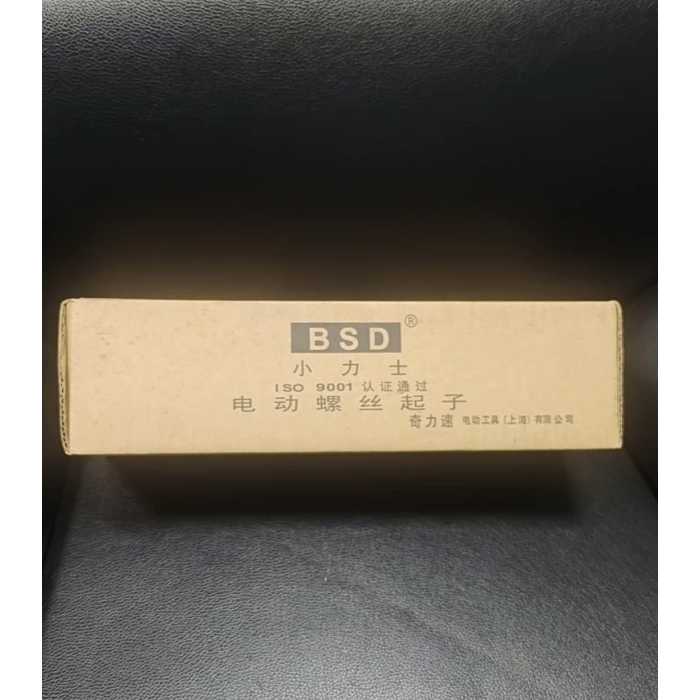 BSD®
小力士
ISO 9001 认证通过
电动螺丝起子
奇力速 电动工具(上海)有限公司